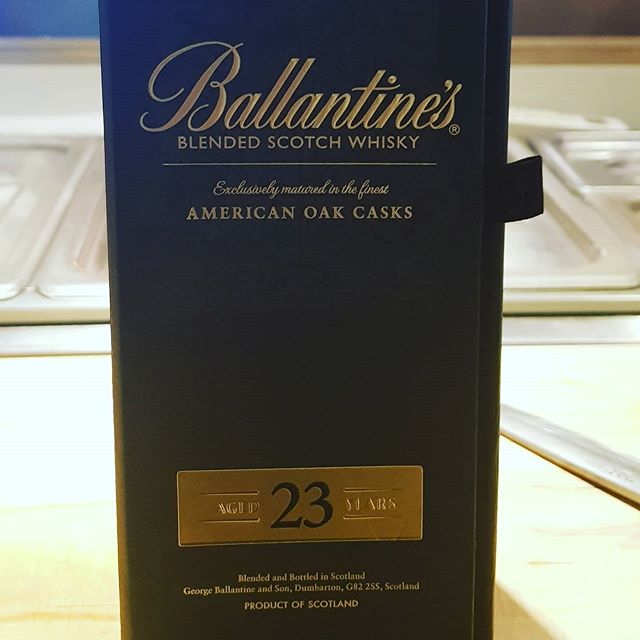 Ballantine's®
BLENDED SCOTCH WHISKY
Exclusively matured in the finest
AMERICAN OAK CASKS
AGED 23 YEARS
Blended and Bottled in Scotland
George Ballantine and Son, Dumbarton, G82 2SS, Scotland
PRODUCT OF SCOTLAND